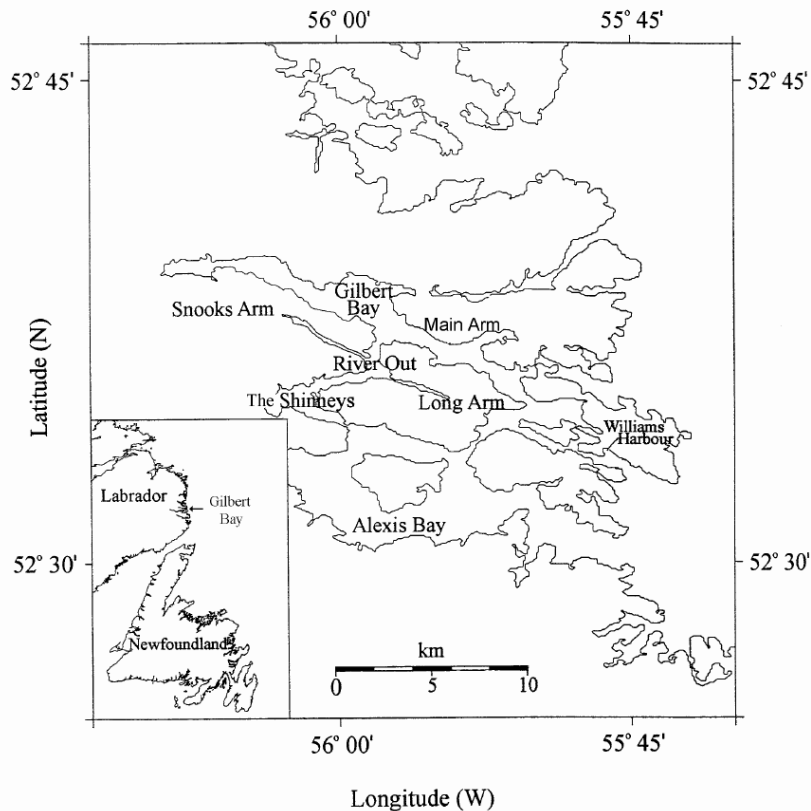 56° 00'
55° 45'
52° 45'
52° 45'
Gilbert
Bay
Snooks Arm
Main Arm
River Out
The Shinneys
Long Arm
Williams
Harbour
Latitude (N)
Labrador
Gilbert
Bay
Alexis Bay
52° 30'
52° 30'
Newfoundland
km
0
5
10
56° 00'
55° 45'
Longitude (W)